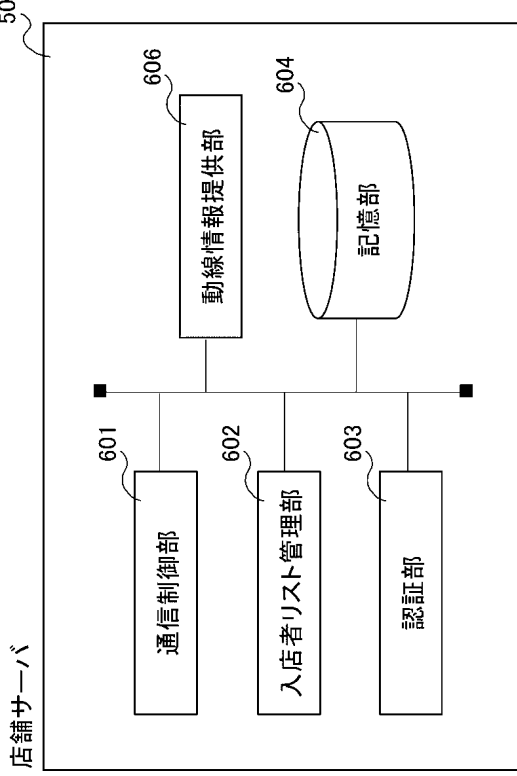 店舗サーバ
50
601
通信制御部
602
入店者リスト管理部
603
認証部
606
動線情報提供部
604
記憶部